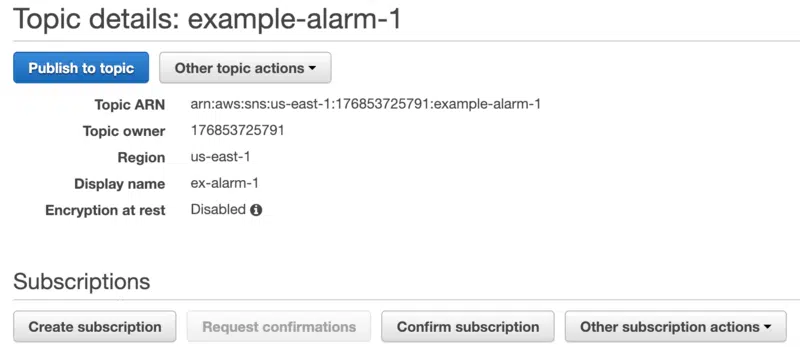 Topic details: example-alarm-1
Publish to topic Other topic actions
Topic ARN arn:aws:sns:us-east-1:176853725791:example-alarm-1
Topic owner 176853725791
Region us-east-1
Display name ex-alarm-1
Encryption at rest Disabled
Subscriptions
Create subscription Request confirmations Confirm subscription Other subscription actions